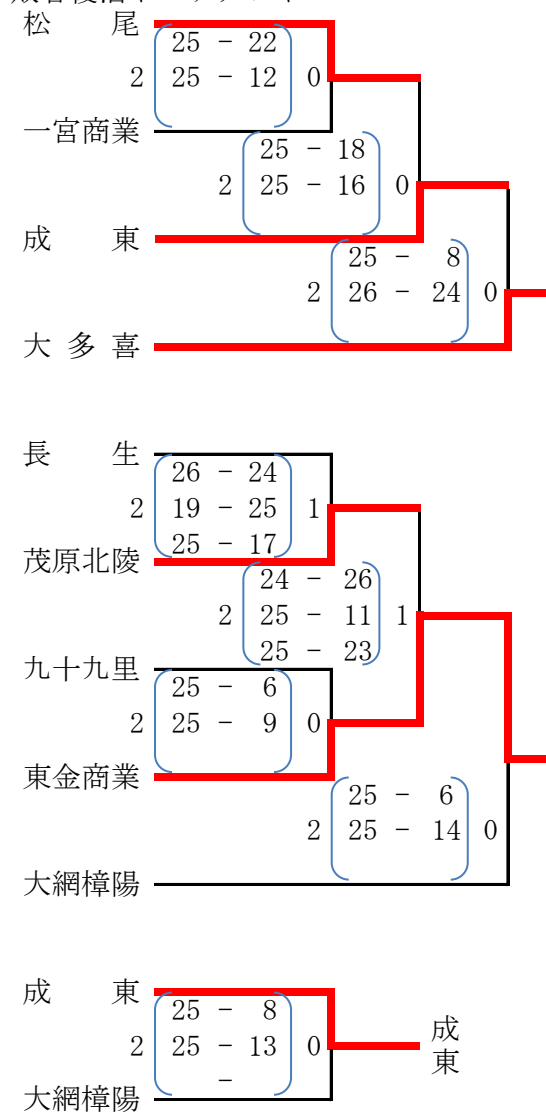 松　尾
25 - 22
2 25 - 12 0
一宮商業
25 - 18
2 25 - 16 0
成　東
25 - 8
2 26 - 24 0
大多喜
長　生
26 - 24
2 19 - 25 1
25 - 17
茂原北陵
24 - 26
2 25 - 11 1
25 - 23
九十九里
25 - 6
2 25 - 9 0
東金商業
25 - 6
2 25 - 14 0
大網樟陽
成　東
25 - 8
2 25 - 13 0
-
成東
大網樟陽